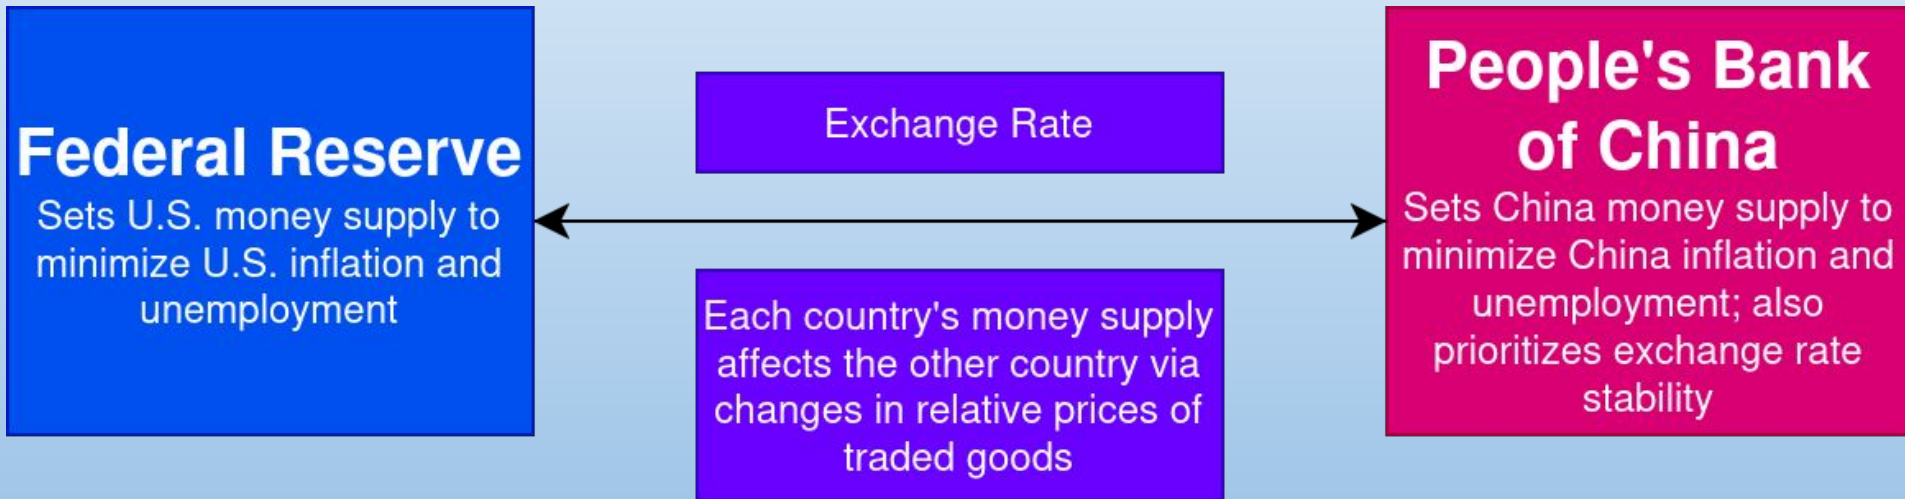 Federal Reserve
Sets U.S. money supply to
minimize U.S. inflation and
unemployment
Exchange Rate
Each country's money supply
affects the other country via
changes in relative prices of
traded goods
People's Bank
of China
Sets China money supply to
minimize China inflation and
unemployment; also
prioritizes exchange rate
stability